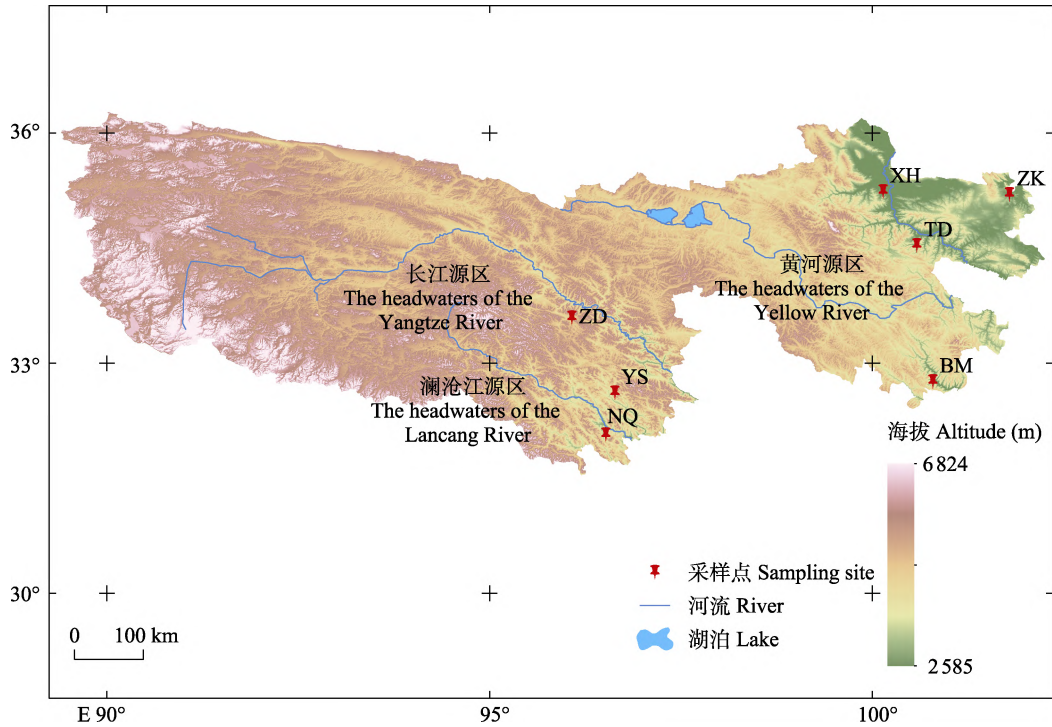 36°
33°
30°
E 90°
95°
100°
XH
ZK
TD
黄河源区
The headwaters of the
Yellow River
长江源区
The headwaters of the
Yangtze River
ZD
澜沧江源区
The headwaters of the
Lancang River
YS
NQ
BM
海拔 Altitude (m)
6 824
2 585
采样点 Sampling site
河流 River
湖泊 Lake
0 100 km